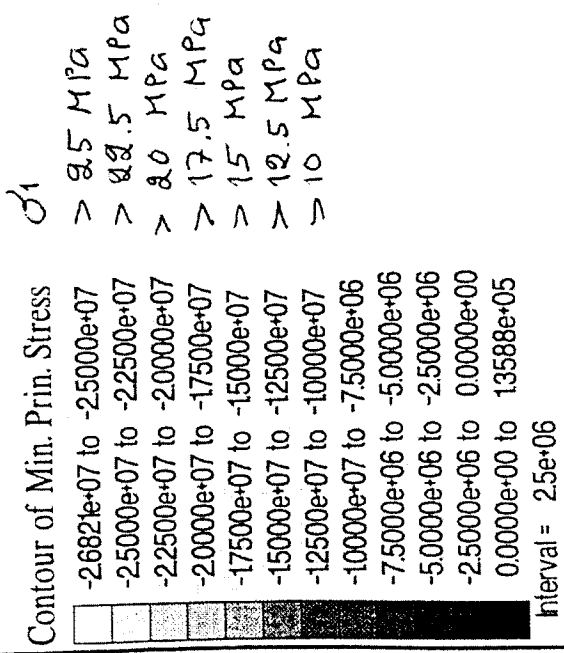 Contour of Min. Prin. Stress σ1
-2.6821e+07 to -2.5000e+07 > 25 MPa
-2.5000e+07 to -2.2500e+07 > 22.5 MPa
-2.2500e+07 to -2.0000e+07 > 20 MPa
-2.0000e+07 to -1.7500e+07 > 17.5 MPa
-1.7500e+07 to -1.5000e+07 > 15 MPa
-1.5000e+07 to -1.2500e+07 > 12.5 MPa
-1.2500e+07 to -1.0000e+07 > 10 MPa
-1.0000e+07 to -7.5000e+06
-7.5000e+06 to -5.0000e+06
-5.0000e+06 to -2.5000e+06
-2.5000e+06 to 0.0000e+00
0.0000e+00 to 1.3588e+05
Interval = 2.5e+06